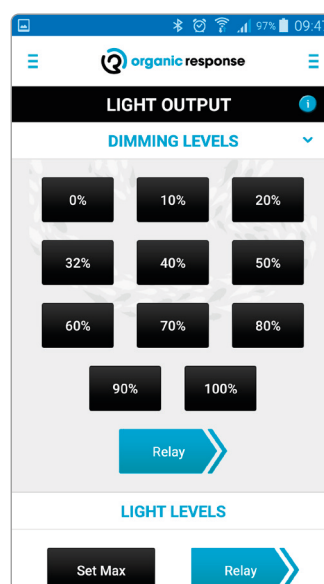 97% 09:47
organic response
LIGHT OUTPUT i
DIMMING LEVELS
0% 10% 20%
32% 40% 50%
60% 70% 80%
90% 100%
Relay
LIGHT LEVELS
Set Max Relay